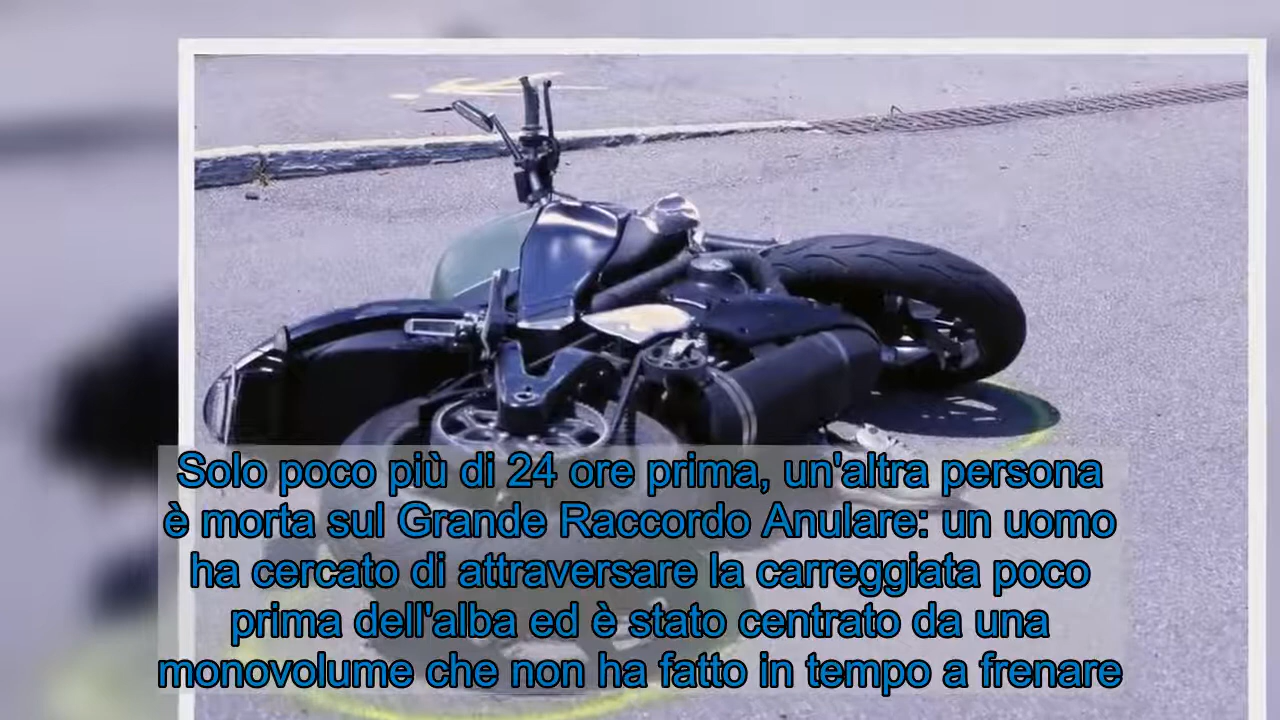 Solo poco più di 24 ore prima, un'altra persona
è morta sul Grande Raccordo Anulare: un uomo
ha cercato di attraversare la carreggiata poco
prima dell'alba ed è stato centrato da una
monovolume che non ha fatto in tempo a frenare